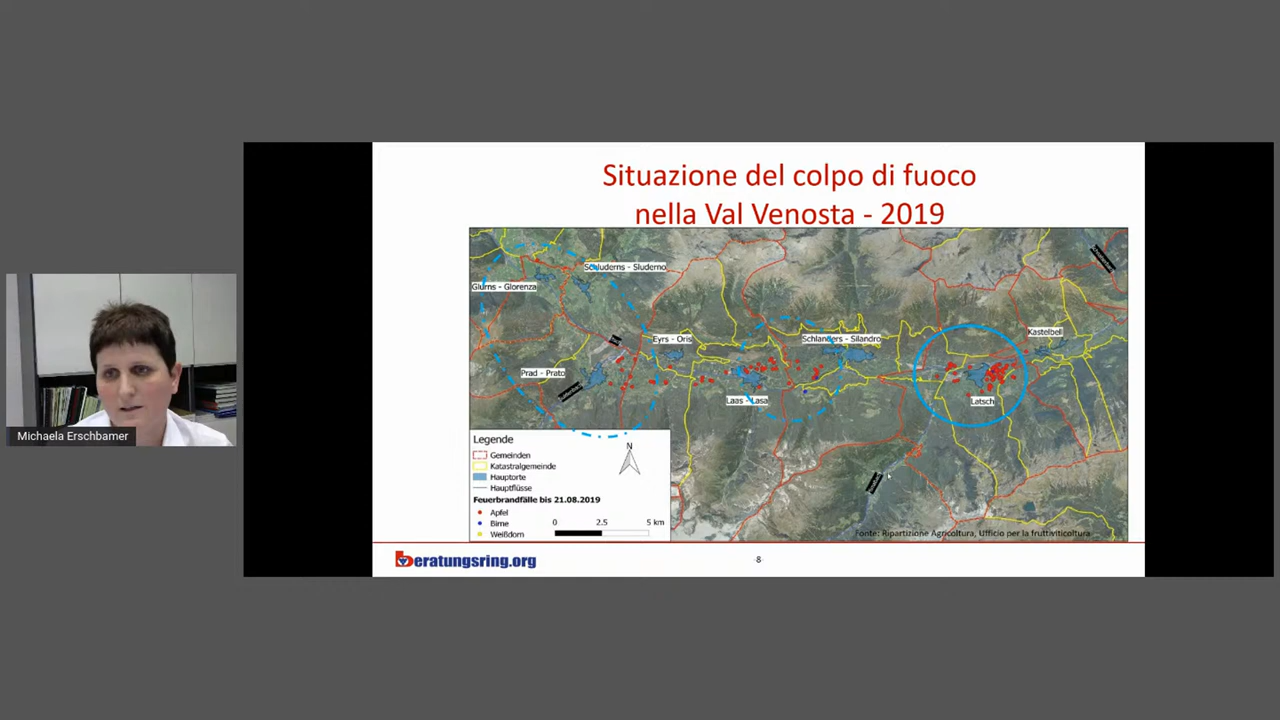 Situazione del colpo di fuoco
nella Val Venosta - 2019
Schluderns - Sluderno
Glurns - Glorenza
Kastelbell
Eyrs - Oris
Schlanders - Silandro
Prad - Prato
Laas - Lasa
Latsch
Legende
Gemeinden
Katastralgemeinde
Hauptorte
Hauptflüsse
Feuerbrandfälle bis 21.08.2019
Apfel
Birne
Weißdorn
N
0 2.5 5 km
Fonte: Ripartizione Agricoltura, Ufficio per la fruttiviticoltura
beratungsring.org
8
Michaela Erschbamer